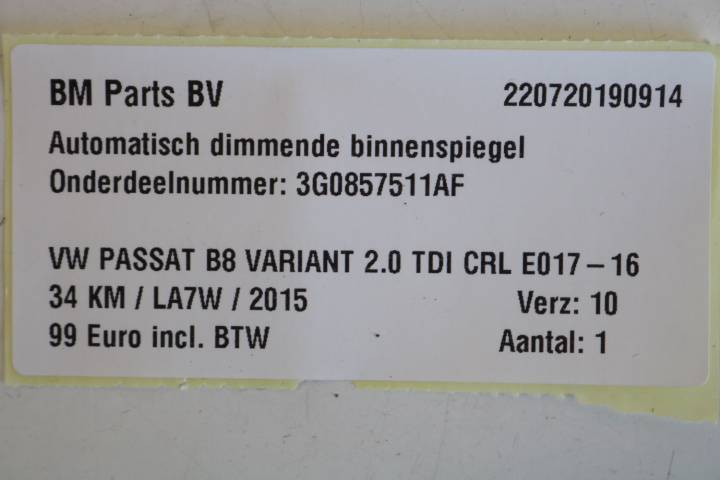 BM Parts BV 220720190914
Automatisch dimmende binnenspiegel
Onderdeelnummer: 3G0857511AF
VW PASSAT B8 VARIANT 2.0 TDI CRL E017-16
34 KM / LA7W / 2015 Verz: 10
99 Euro incl. BTW Aantal: 1